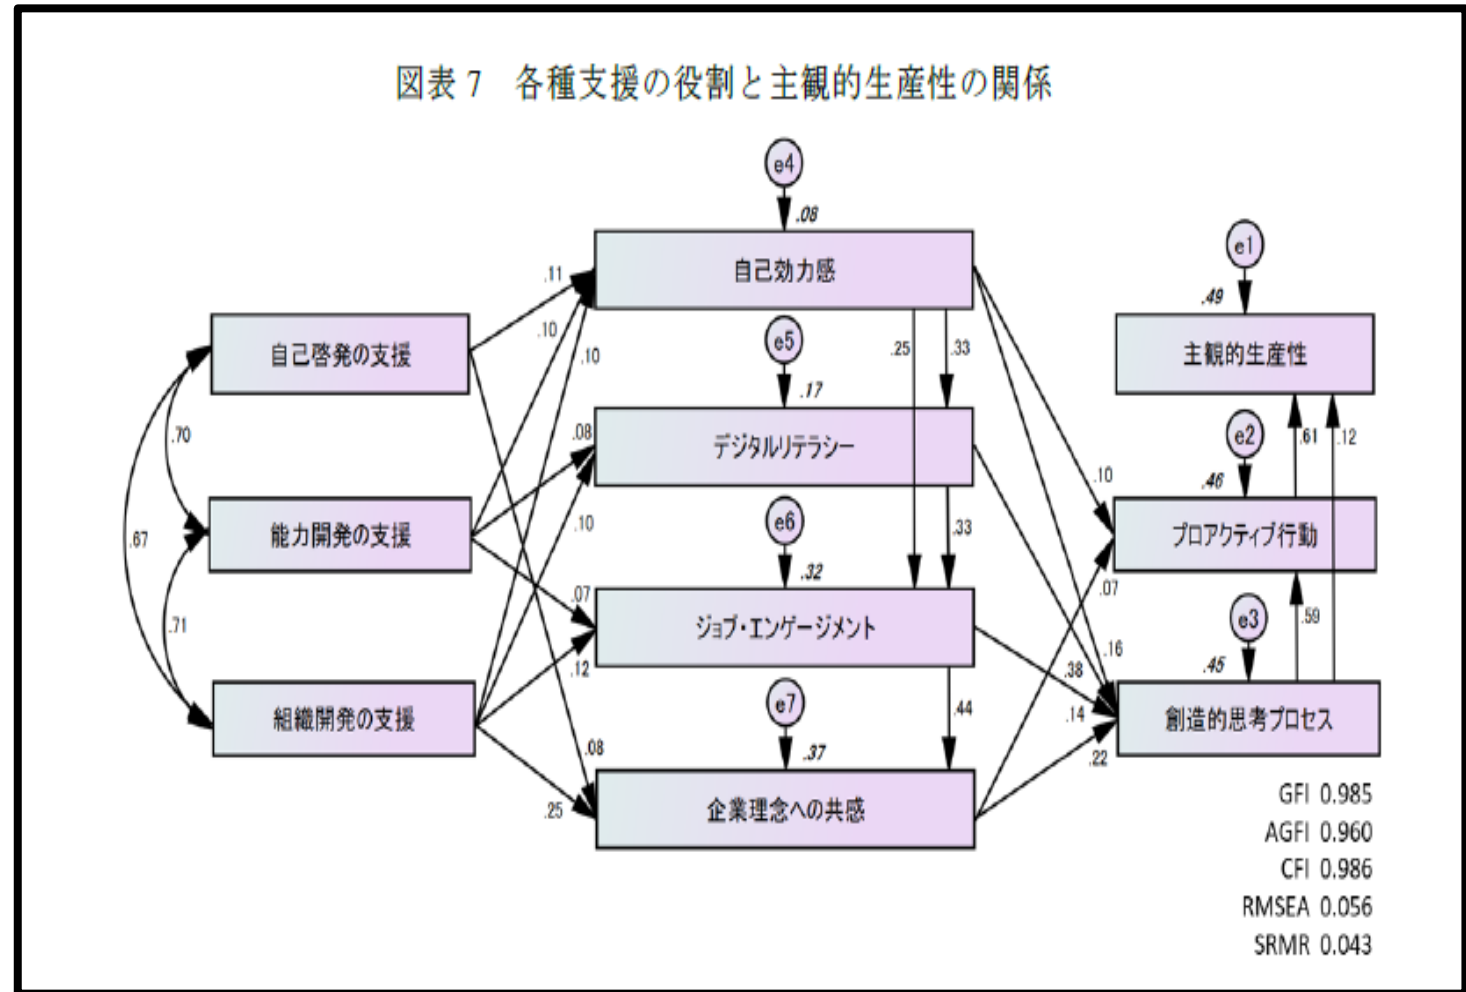 図表 7　各種支援の役割と主観的生産性の関係
e4
.08
自己効力感
e1
.49
.11
自己啓発の支援
.10
.10
e5
.25
.33
主観的生産性
.17
.70
.08
デジタルリテラシー
e2
.61
.12
.46
.10
.67
能力開発の支援
.10
e6
.33
プロアクティブ行動
.32
.07
.07
.71
ジョブ・エンゲージメント
e3
.59
.12
.16
.38
.45
組織開発の支援
e7
.44
.14
創造的思考プロセス
.08
.37
.22
.25
企業理念への共感
GFI 0.985
AGFI 0.960
CFI 0.986
RMSEA 0.056
SRMR 0.043